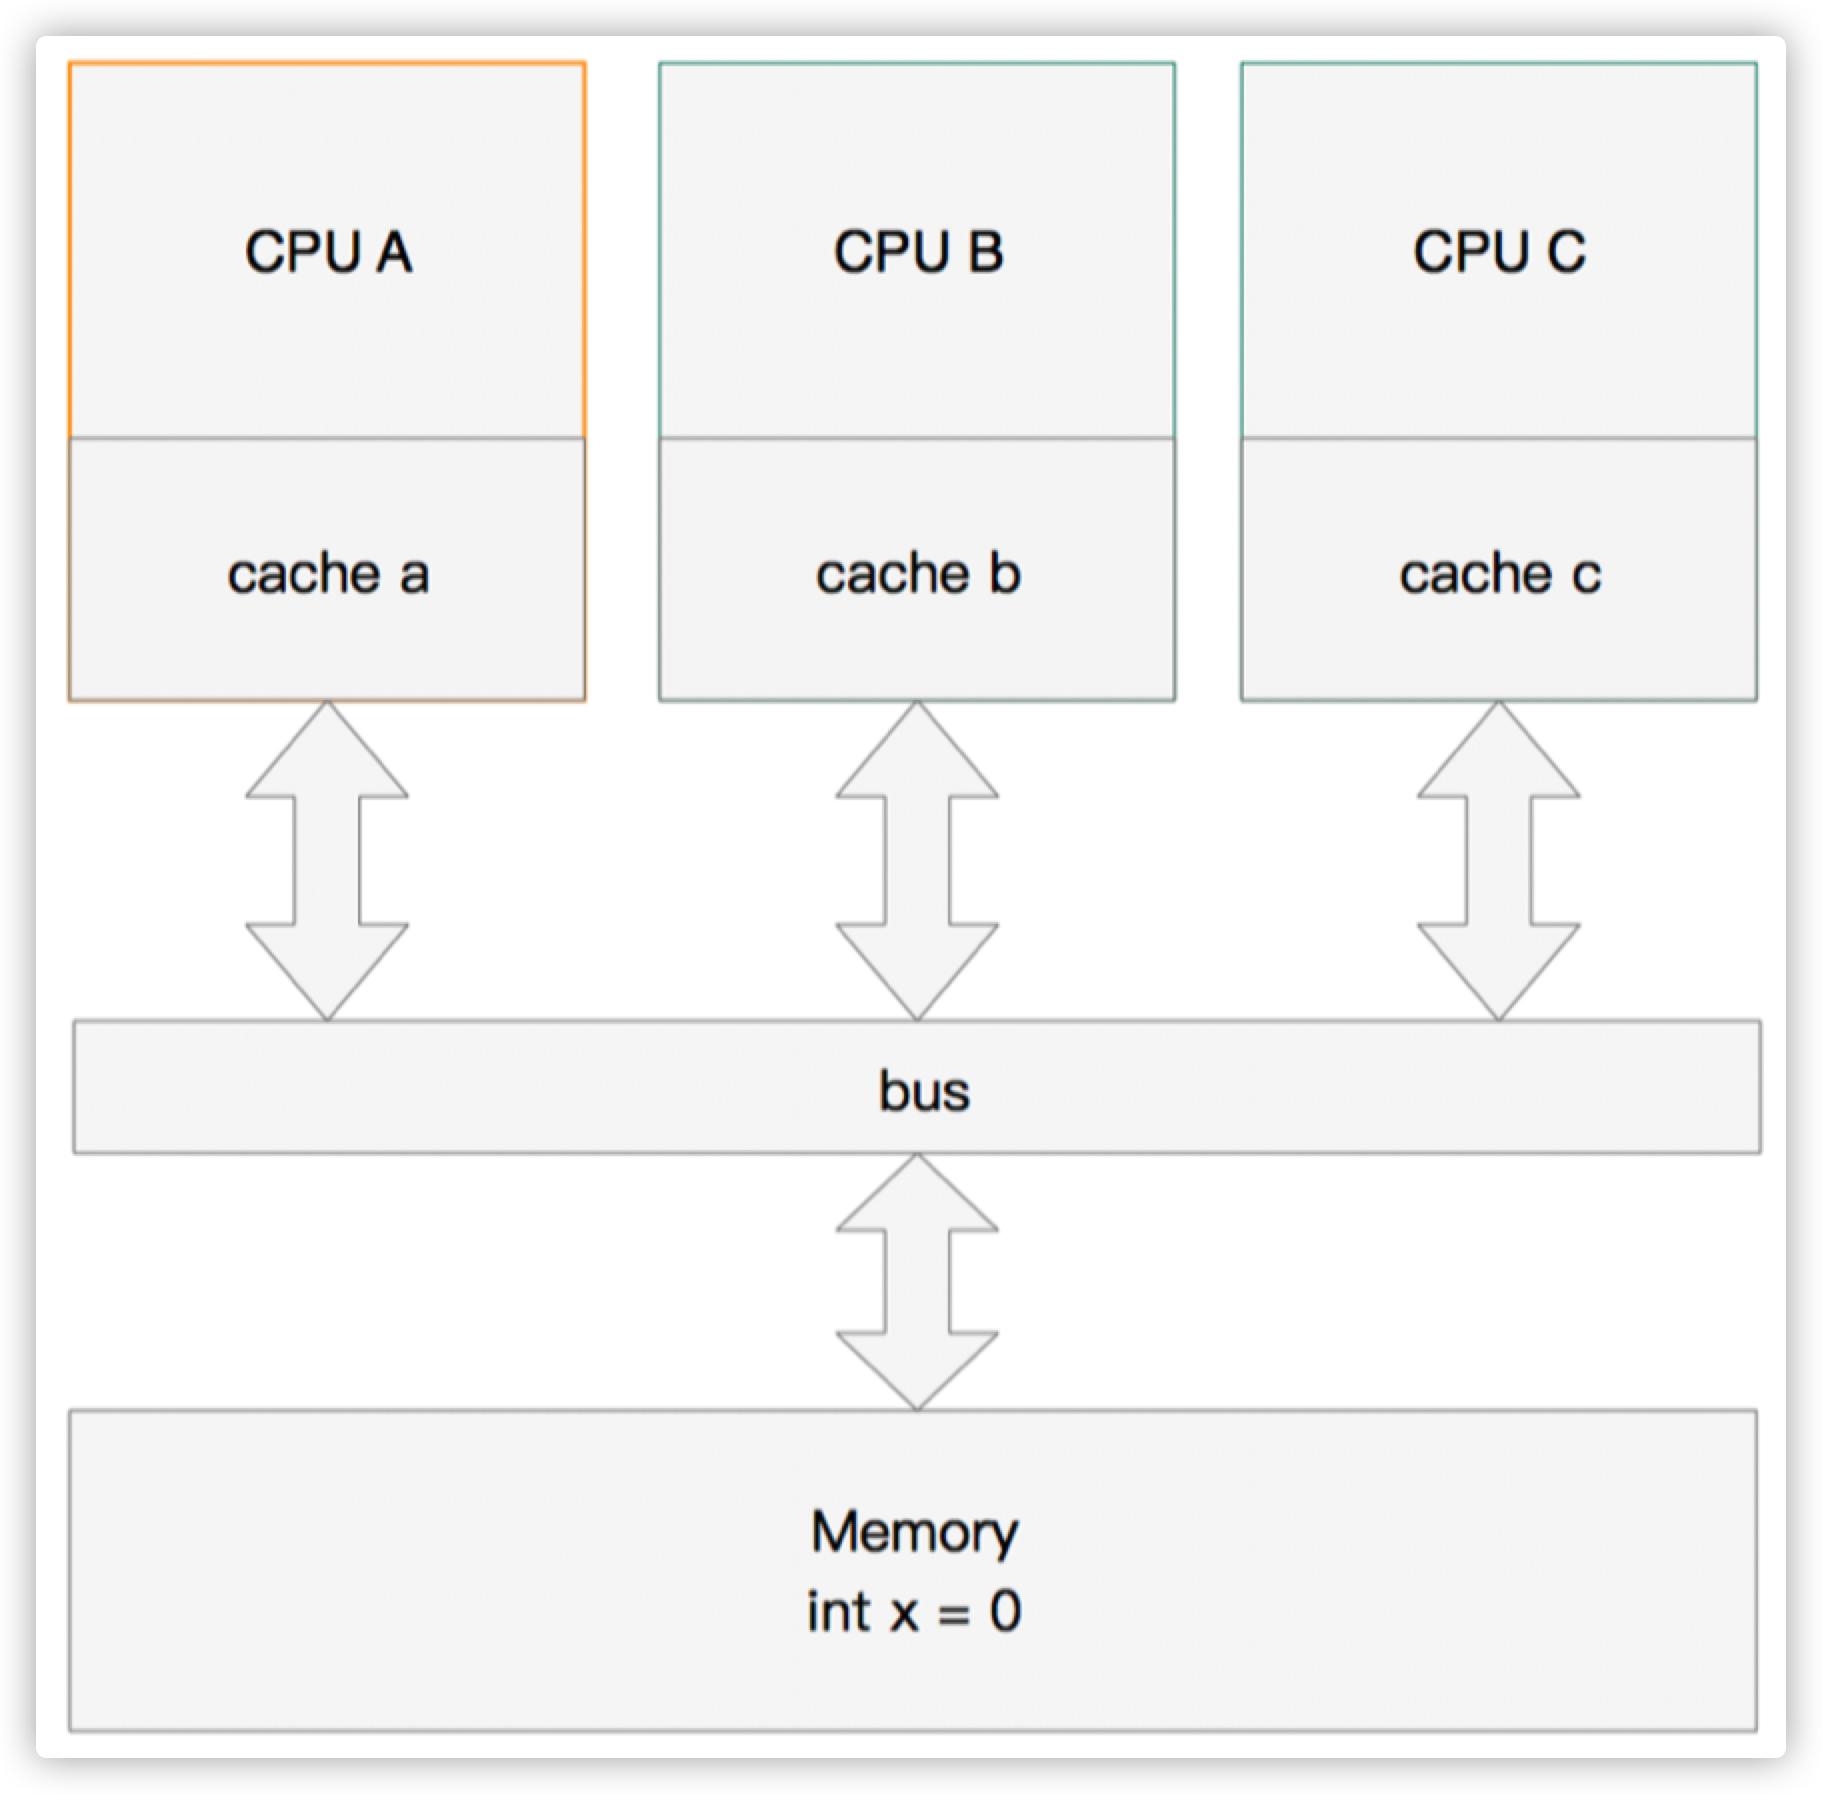 CPU A
CPU B
CPU C
cache a
cache b
cache c
bus
Memory
int x = 0